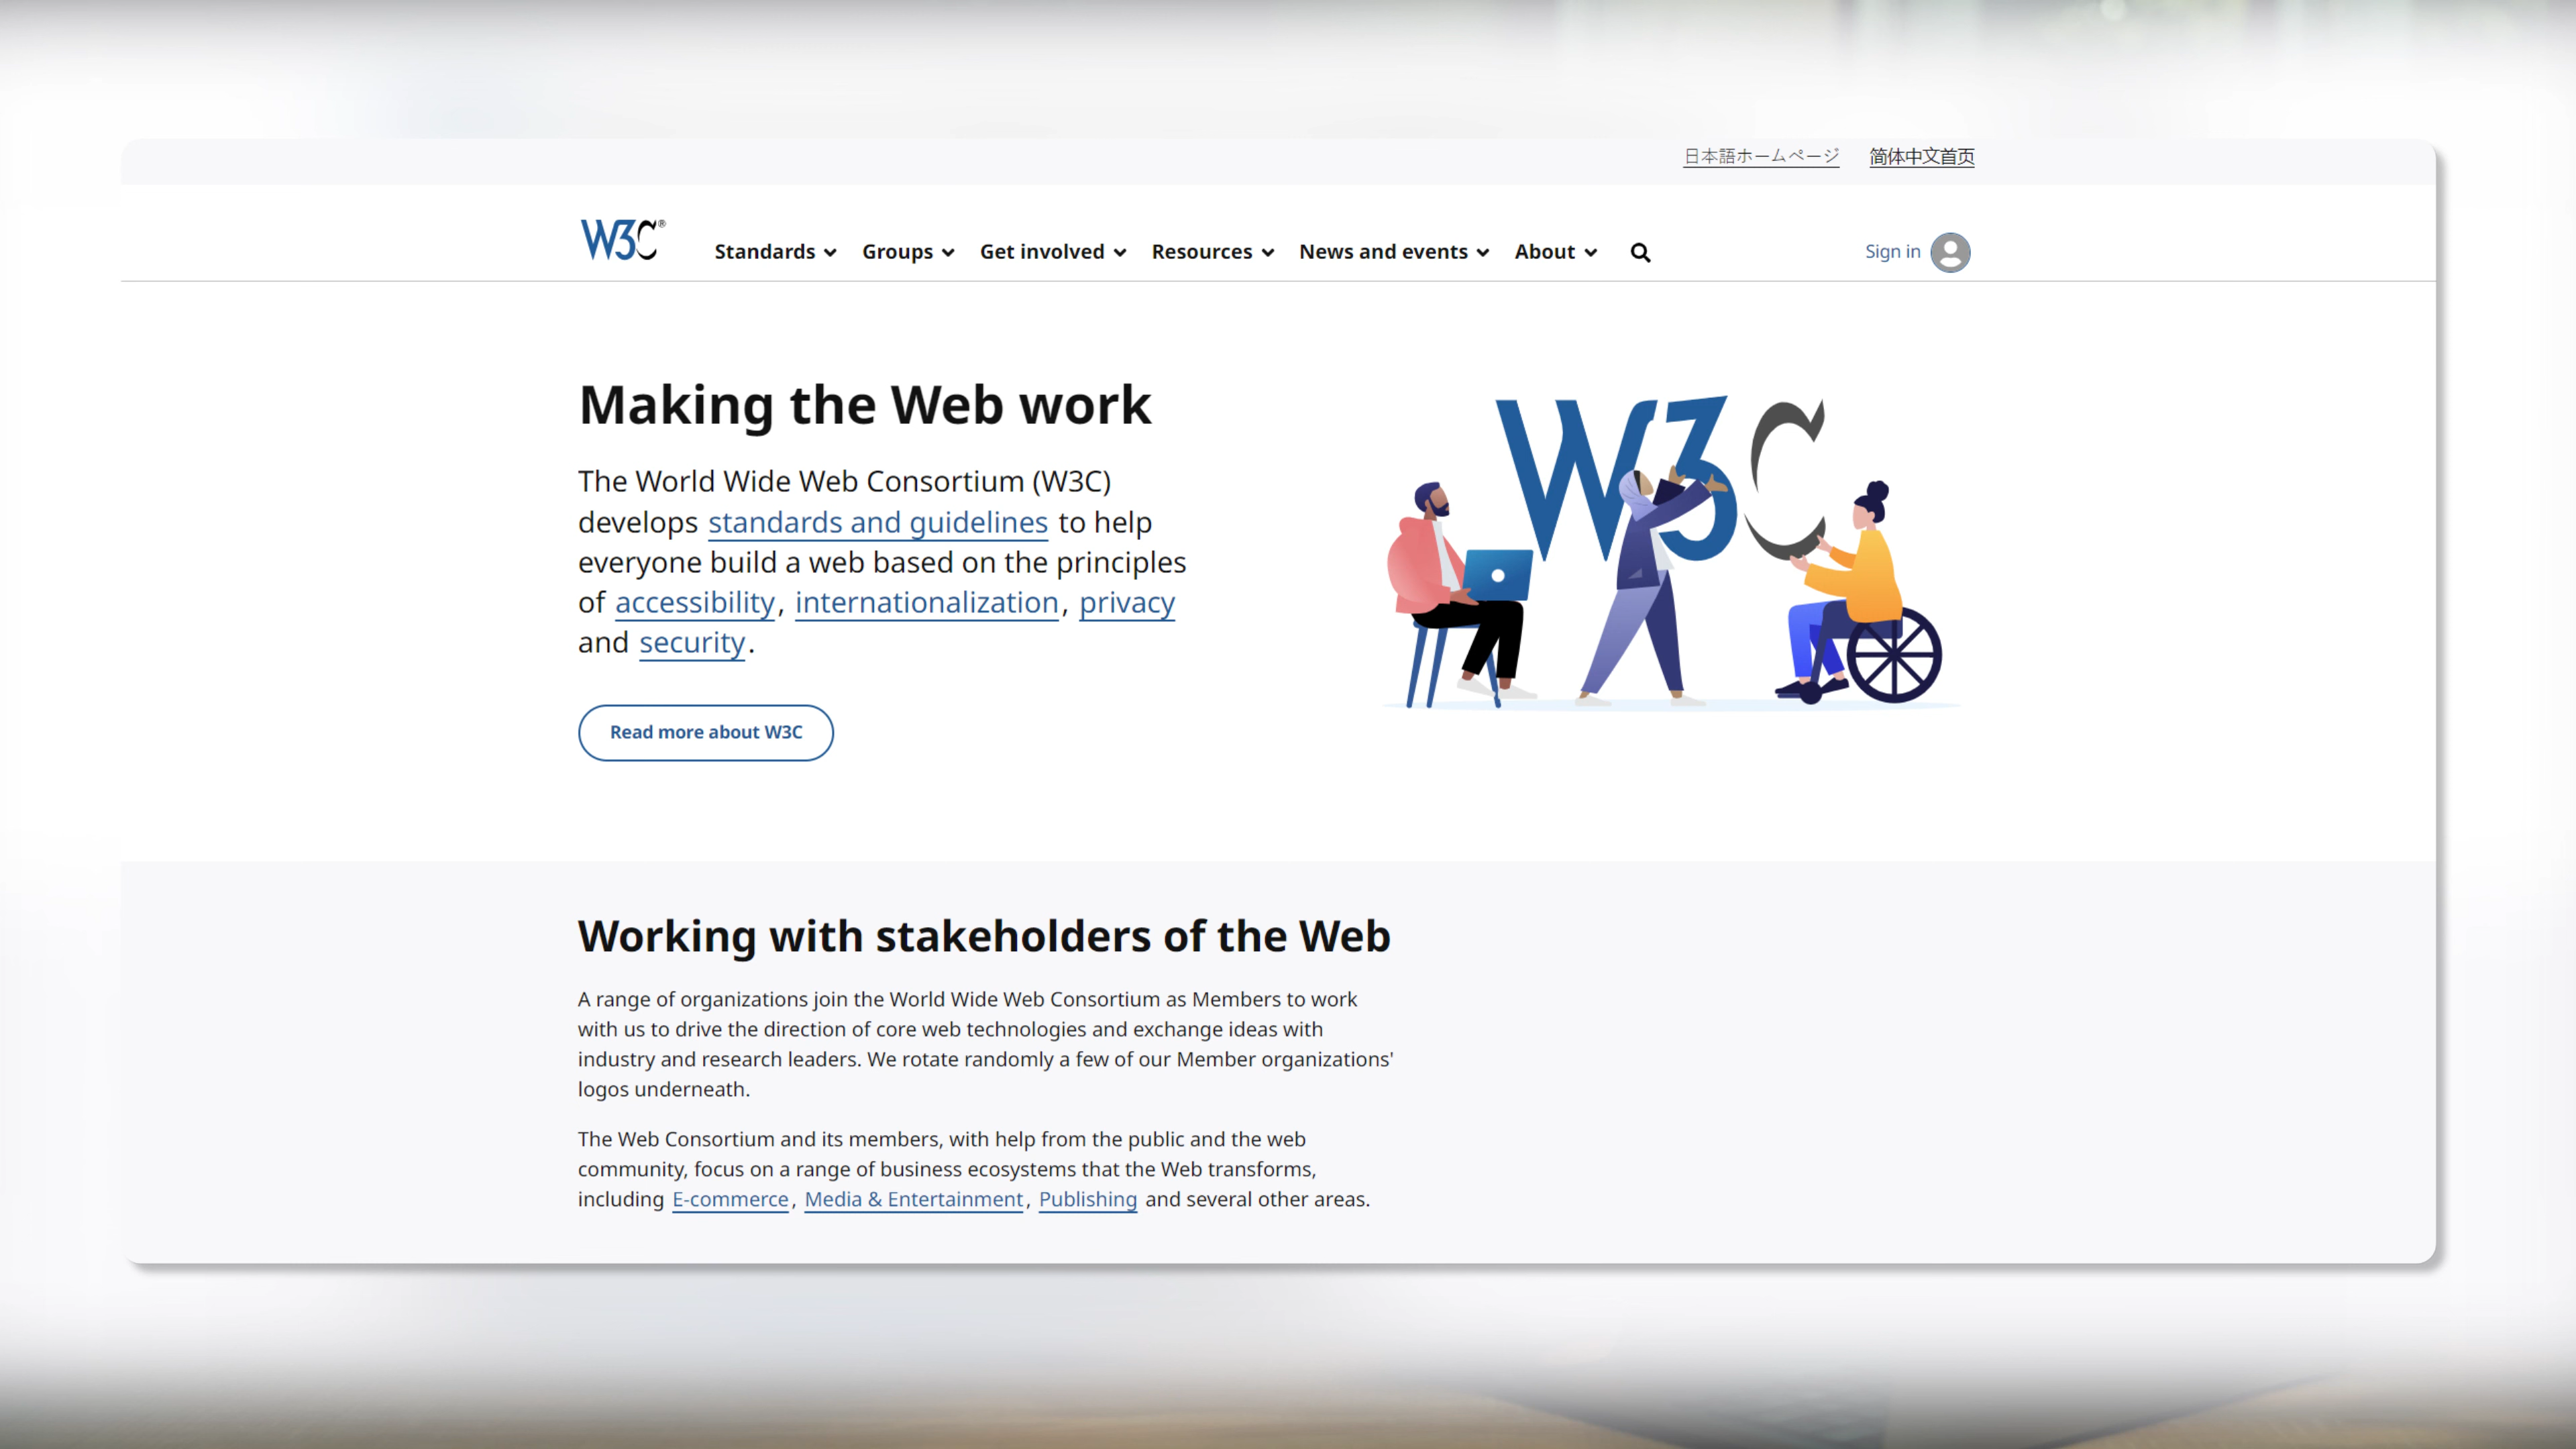 日本語ホームページ 简体中文首页
W3C® Standards Groups Get involved Resources News and events About Sign in
Making the Web work
W3C
The World Wide Web Consortium (W3C)
develops standards and guidelines to help
everyone build a web based on the principles
of accessibility, internationalization, privacy
and security.
Read more about W3C
Working with stakeholders of the Web
A range of organizations join the World Wide Web Consortium as Members to work
with us to drive the direction of core web technologies and exchange ideas with
industry and research leaders. We rotate randomly a few of our Member organizations'
logos underneath.
The Web Consortium and its members, with help from the public and the web
community, focus on a range of business ecosystems that the Web transforms,
including E-commerce, Media & Entertainment, Publishing and several other areas.